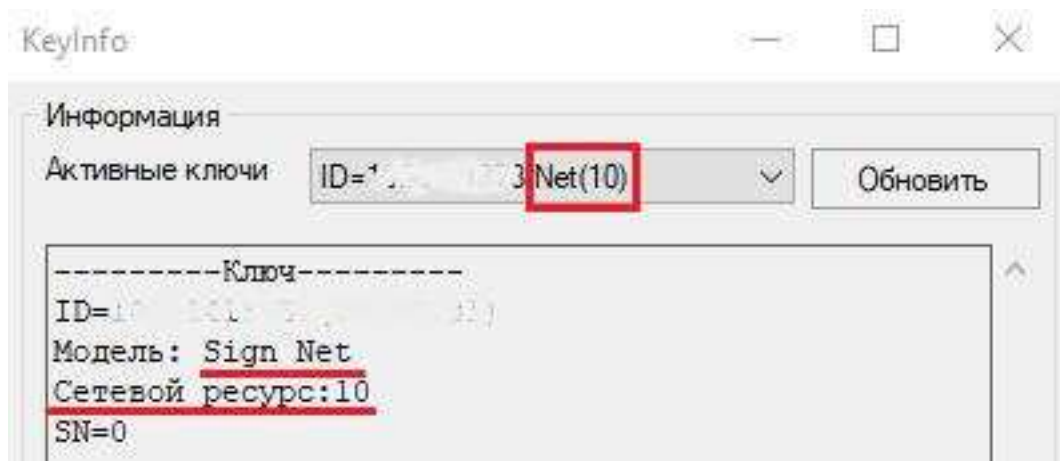 KeyInfo
Информация
Активные ключи
Net(10)
Обновить
---------Ключ---------
ID=
Модель: Sign Net
Сетевой ресурс:10
SN=0